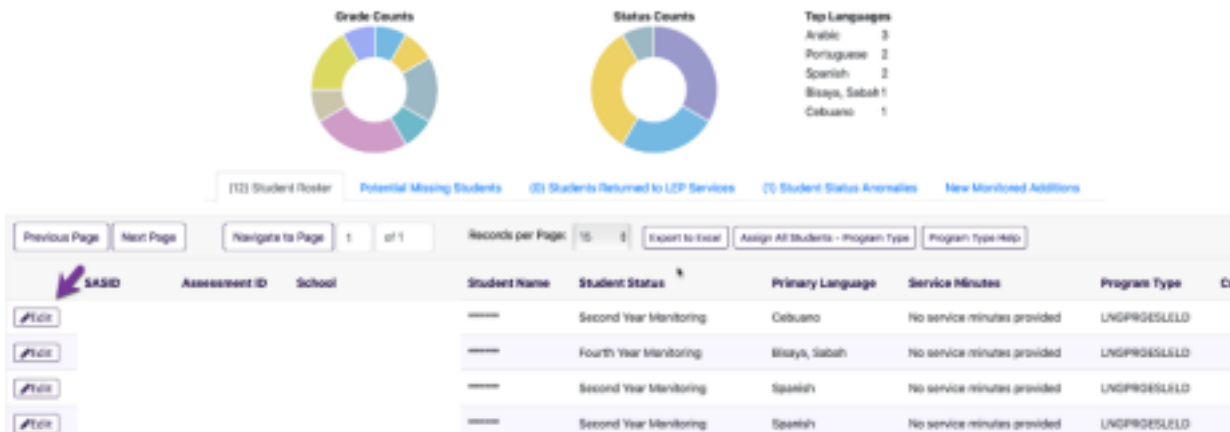 Grade Counts
Status Counts
Top Languages
Arabic 3
Portuguese 2
Spanish 2
Bisaya, Sabah 1
Cebuano 1
(12) Student Roster Potential Missing Students (0) Students Returned to LEP Services (1) Student Status Anomalies New Monitored Additions
Previous Page Next Page Navigate to Page 1 of 1 Records per Page: 15 Export to Excel Assign All Students - Program Type Program Type Help
SASID Assessment ID School Student Name Student Status Primary Language Service Minutes Program Type
Edit ****** Second Year Monitoring Cebuano No service minutes provided LNGPRGESLELD
Edit ****** Fourth Year Monitoring Bisaya, Sabah No service minutes provided LNGPRGESLELD
Edit ****** Second Year Monitoring Spanish No service minutes provided LNGPRGESLELD
Edit ****** Second Year Monitoring Spanish No service minutes provided LNGPRGESLELD